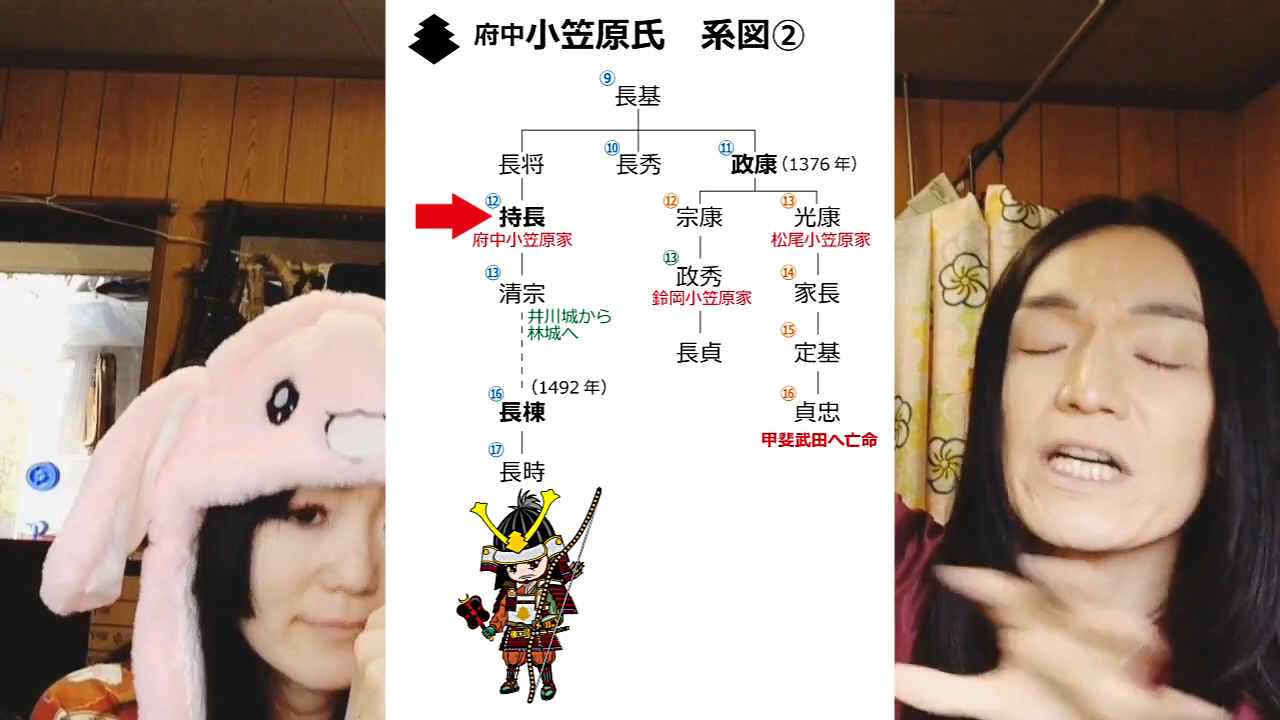 府中小笠原氏 系図②
⑨
長基
長将
⑩
長秀
⑪
政康(1376年)
⑫
持長
府中小笠原家
⑫
宗康
⑬
光康
松尾小笠原家
⑬
清宗
⑬
政秀
鈴岡小笠原家
⑭
家長
井川城から
林城へ
長貞
⑮
定基
(1492年)
⑯
長棟
⑯
貞忠
甲斐武田へ亡命
⑰
長時